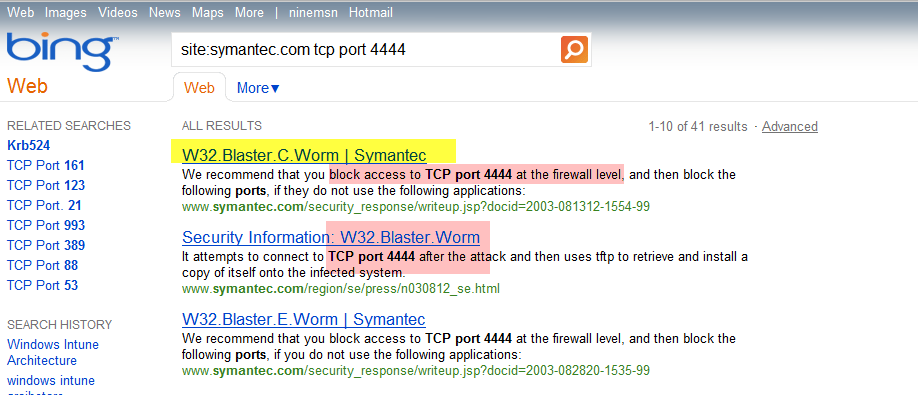 Web Images Videos News Maps More | ninemsn Hotmail
bing™
site:symantec.com tcp port 4444
Web
Web More▼
RELATED SEARCHES
Krb524
TCP Port 161
TCP Port 123
TCP Port. 21
TCP Port 993
TCP Port 389
TCP Port 88
TCP Port 53
SEARCH HISTORY
Windows Intune
Architecture
windows intune
ALL RESULTS
1-10 of 41 results · Advanced
W32.Blaster.C.Worm | Symantec
We recommend that you block access to TCP port 4444 at the firewall level, and then block the
following ports, if they do not use the following applications:
www.symantec.com/security_response/writeup.jsp?docid=2003-081312-1554-99
Security Information: W32.Blaster.Worm
It attempts to connect to TCP port 4444 after the attack and then uses tftp to retrieve and install a
copy of itself onto the infected system.
www.symantec.com/region/se/press/n030812_se.html
W32.Blaster.E.Worm | Symantec
We recommend that you block access to TCP port 4444 at the firewall level, and then block the
following ports, if you do not use the following applications:
www.symantec.com/security_response/writeup.jsp?docid=2003-082820-1535-99